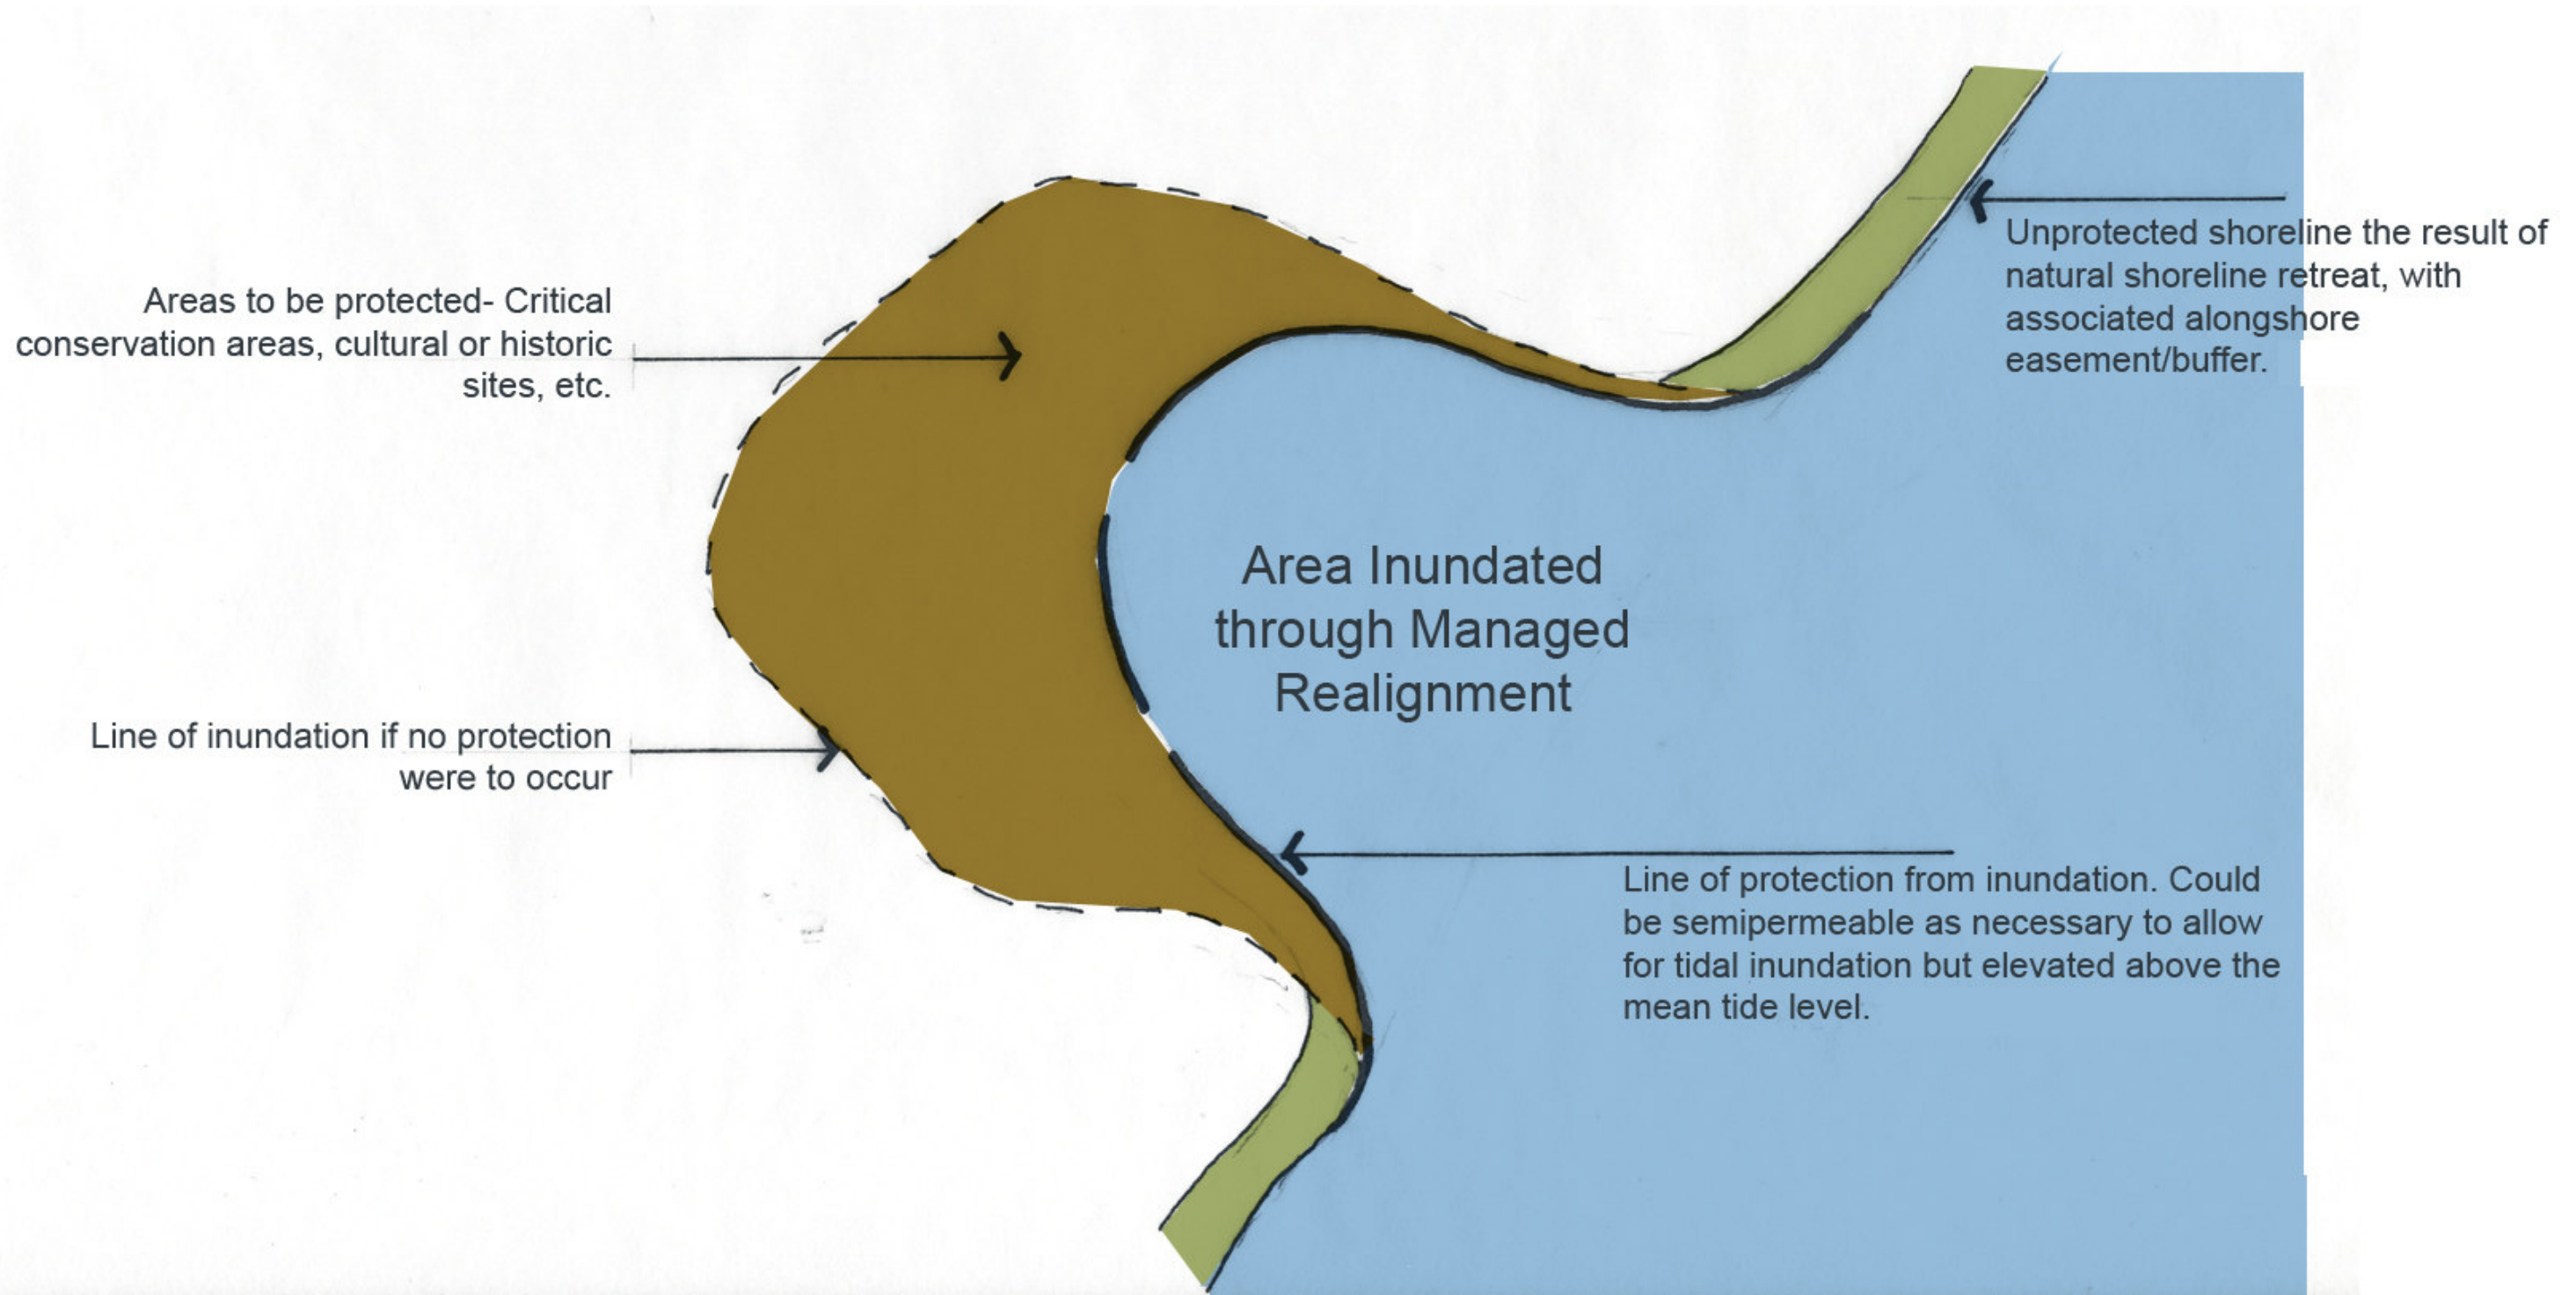 Unprotected shoreline the result of
natural shoreline retreat, with
associated alongshore
easement/buffer.
Areas to be protected- Critical
conservation areas, cultural or historic
sites, etc.
Area Inundated
through Managed
Realignment
Line of inundation if no protection
were to occur
Line of protection from inundation. Could
be semipermeable as necessary to allow
for tidal inundation but elevated above the
mean tide level.